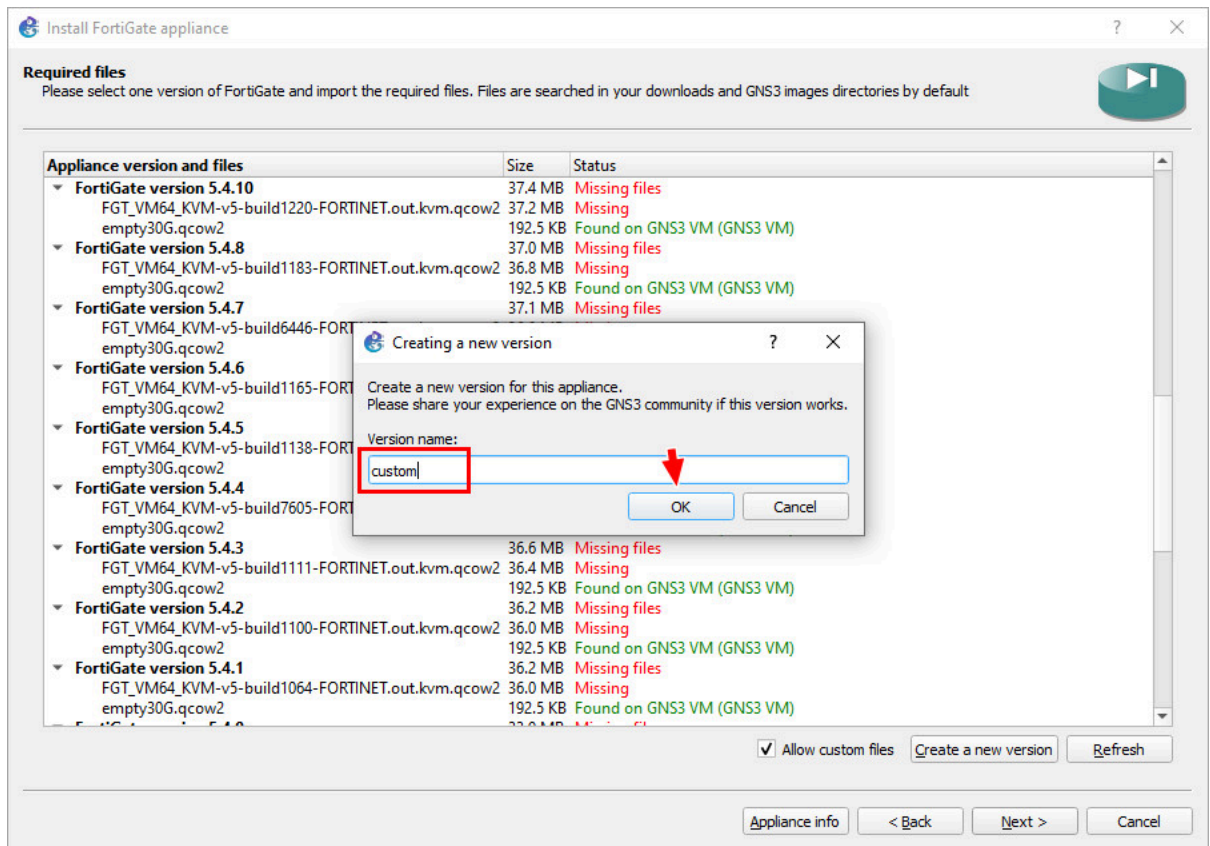 Install FortiGate appliance
Required files
Please select one version of FortiGate and import the required files. Files are searched in your downloads and GNS3 images directories by default
Appliance version and files Size Status
FortiGate version 5.4.10 37.4 MB Missing files
FGT_VM64_KVM-v5-build1220-FORTINET.out.kvm.qcow2 37.2 MB Missing
empty30G.qcow2 192.5 KB Found on GNS3 VM (GNS3 VM)
FortiGate version 5.4.8 37.0 MB Missing files
FGT_VM64_KVM-v5-build1183-FORTINET.out.kvm.qcow2 36.8 MB Missing
empty30G.qcow2 192.5 KB Found on GNS3 VM (GNS3 VM)
FortiGate version 5.4.7 37.1 MB Missing files
FGT_VM64_KVM-v5-build6446-FORT
empty30G.qcow2
FortiGate version 5.4.6
FGT_VM64_KVM-v5-build1165-FORT
empty30G.qcow2
FortiGate version 5.4.5
FGT_VM64_KVM-v5-build1138-FORT
empty30G.qcow2
FortiGate version 5.4.4
FGT_VM64_KVM-v5-build7605-FORT
empty30G.qcow2
Creating a new version ?
Create a new version for this appliance.
Please share your experience on the GNS3 community if this version works.
Version name:
custom
OK Cancel
FortiGate version 5.4.3 36.6 MB Missing files
FGT_VM64_KVM-v5-build1111-FORTINET.out.kvm.qcow2 36.4 MB Missing
empty30G.qcow2 192.5 KB Found on GNS3 VM (GNS3 VM)
FortiGate version 5.4.2 36.2 MB Missing files
FGT_VM64_KVM-v5-build1100-FORTINET.out.kvm.qcow2 36.0 MB Missing
empty30G.qcow2 192.5 KB Found on GNS3 VM (GNS3 VM)
FortiGate version 5.4.1 36.2 MB Missing files
FGT_VM64_KVM-v5-build1064-FORTINET.out.kvm.qcow2 36.0 MB Missing
empty30G.qcow2 192.5 KB Found on GNS3 VM (GNS3 VM)
Allow custom files Create a new version Refresh
Appliance info < Back Next > Cancel